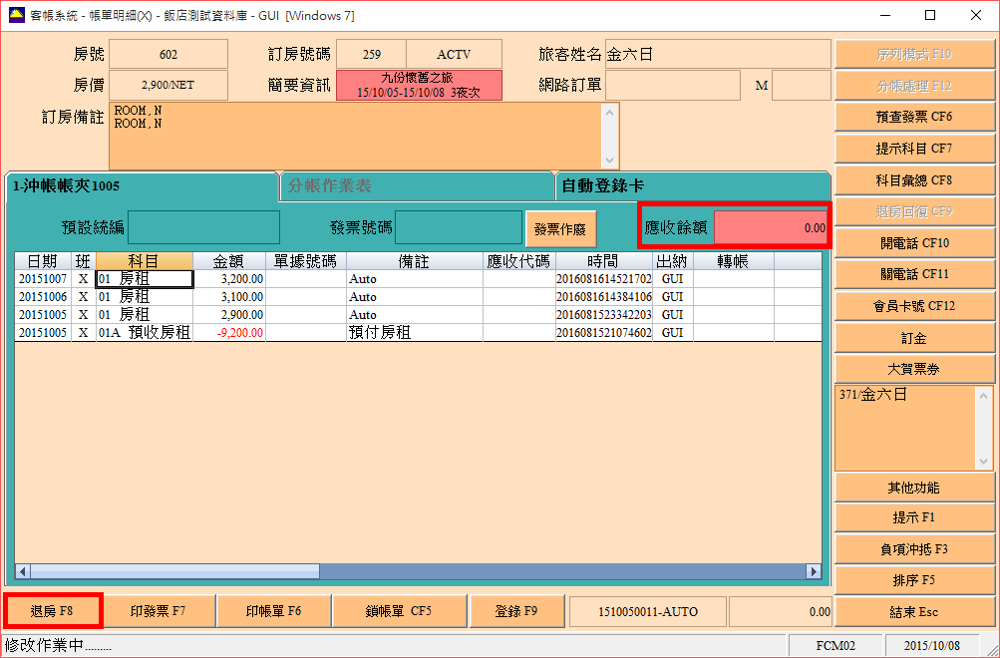 客帳系統 - 帳單明細(X) - 飯店測試資料庫 - GUI [Windows 7]
房號 602 訂房號碼 259 ACTV 旅客姓名 金六日 序列模式 F10
房價 2,900/NET 簡要資訊 九份懷舊之旅 網路訂單 M 分帳處理 F12
15/10/05-15/10/08 3夜次
訂房備註 ROOM,N 預查發票 CF6
ROOM,N
提示科目 CF7
1-沖帳帳夾1005 分帳作業表 自動登錄卡 科目彙總 CF8
預設統編 發票號碼 發票作廢 應收餘額 0.00 退房回復 CF9
開電話 CF10
日期 班 科目 金額 單據號碼 備註 應收代碼 時間 出納 轉帳
20151007 X 01 房租 3,200.00 Auto 2016081614521702 GUI 關電話 CF11
20151006 X 01 房租 3,100.00 Auto 2016081614384106 GUI
20151005 X 01 房租 2,900.00 Auto 2016081523342203 GUI 會員卡號 CF12
20151005 X 01A 預收房租 -9,200.00 預付房租 2016081521074602 GUI
訂金
大賀票券
371/金六日
其他功能
提示 F1
負項沖抵 F3
排序 F5
退房 F8 印發票 F7 印帳單 F6 鎖帳單 CF5 登錄 F9 1510050011-AUTO 0.00 結束 Esc
修改作業中......... FCM02 2015/10/08